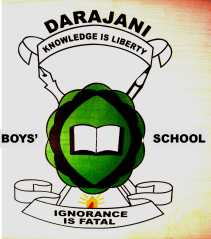 DARAJANI
KNOWLEDGE IS LIBERTY
BOYS' SCHOOL
IGNORANCE
IS FATAL